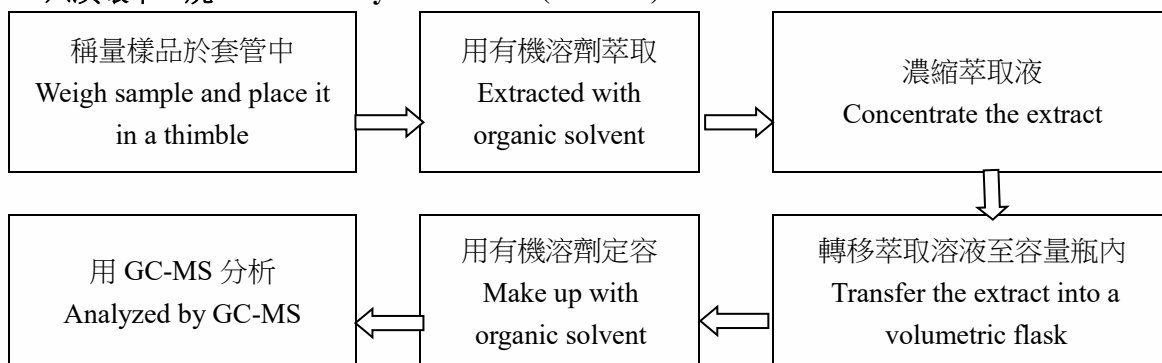 稱量樣品於套管中
Weigh sample and place it
in a thimble
用有機溶劑萃取
Extracted with
organic solvent
濃縮萃取液
Concentrate the extract
轉移萃取溶液至容量瓶內
Transfer the extract into a
volumetric flask
用有機溶劑定容
Make up with
organic solvent
用 GC-MS 分析
Analyzed by GC-MS